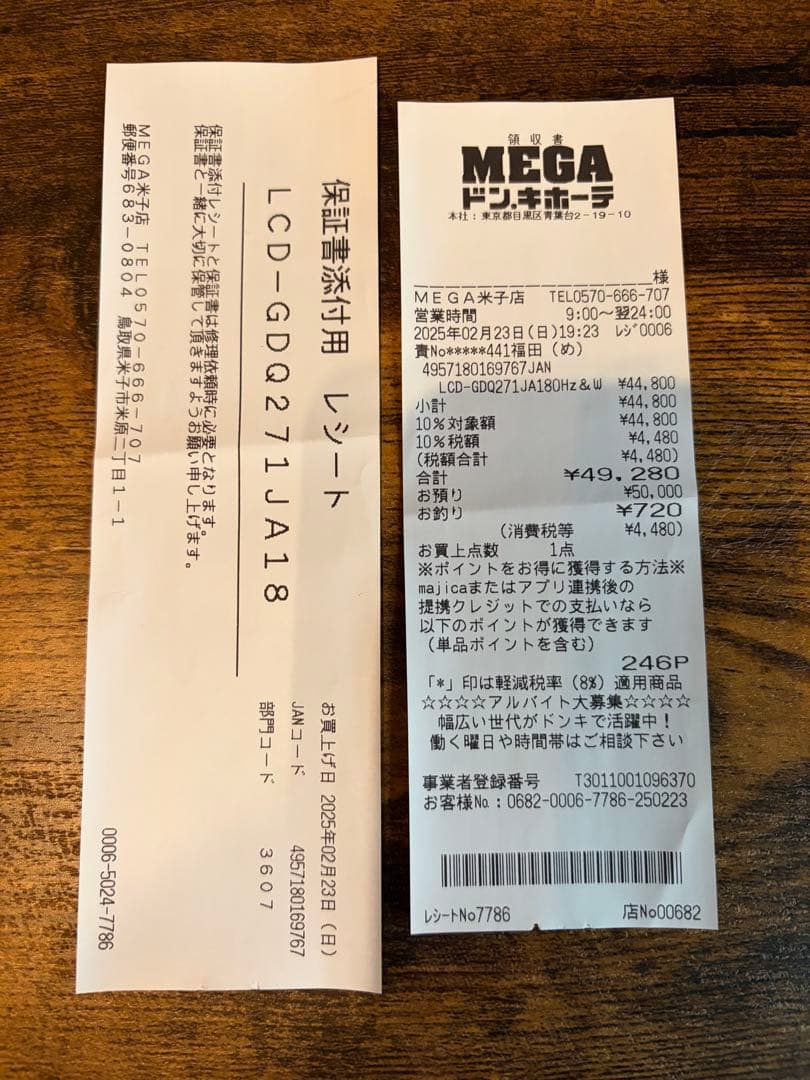 保証書添付用 レシート
LCD-GDQ271JA18
お買上げ日 2025年02月23日(日)
JANコード 4957180169767
部門コード 3607
保証書添付レシートと保証書は修理依頼時に必要となります。
保証書と一緒に大切に保管して頂きますようお願い申し上げます。
MEGA米子店 TEL0570-666-707
郵便番号683-0804 鳥取県米子市米原二丁目1-1
0006-5024-7786
領収書
MEGA
ドン.キホーテ
本社:東京都目黒区青葉台2-19-10
様
MEGA米子店 TEL0570-666-707
営業時間 9:00~翌24:00
2025年02月23日(日)19:23 レジ0006
責No*****441福田(め)
4957180169767JAN
LCD-GDQ271JA180Hz&W ¥44,800
小計 ¥44,800
10%対象額 ¥44,800
10%税額 ¥4,480
(税額合計 ¥4,480)
合計 ¥49,280
お預り ¥50,000
お釣り ¥720
(消費税等 ¥4,480)
お買上点数 1点
※ポイントをお得に獲得する方法※
majicaまたはアプリ連携後の
提携クレジットでの支払いなら
以下のポイントが獲得できます
(単品ポイントを含む)
246P
「*」印は軽減税率(8%)適用商品
☆☆☆☆アルバイト大募集☆☆☆☆
幅広い世代がドンキで活躍中!
働く曜日や時間帯はご相談下さい
事業者登録番号 T3011001096370
お客様No.:0682-0006-7786-250223
レシートNo7786 店No00682